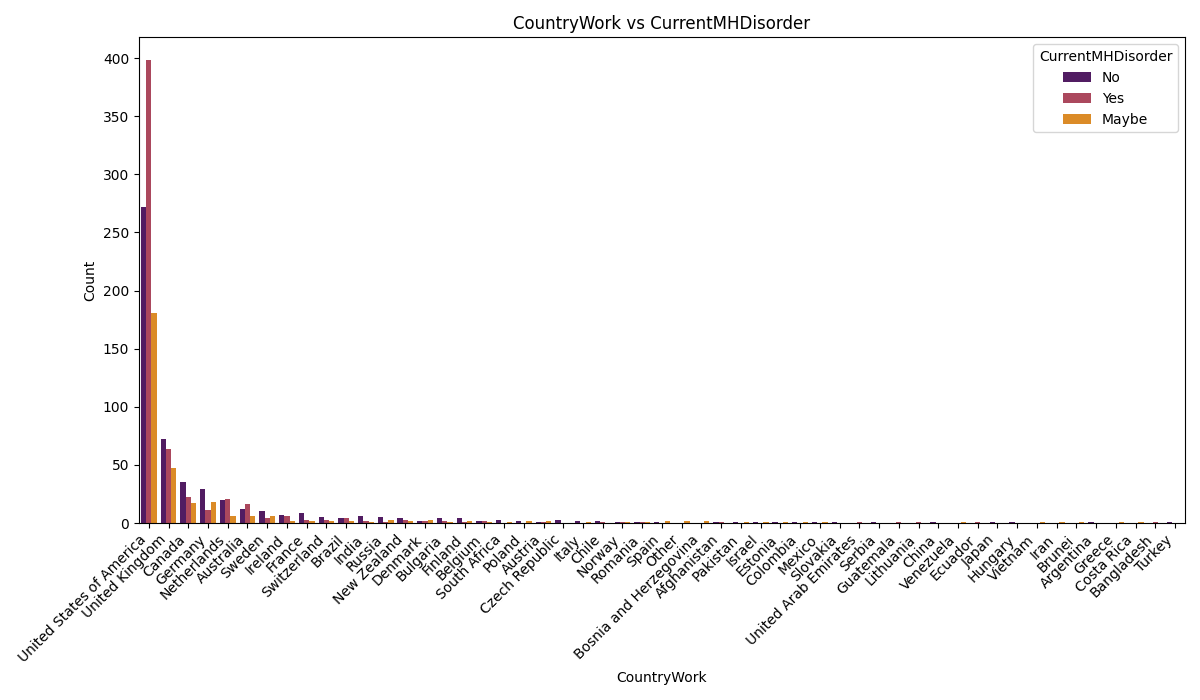 CountryWork vs CurrentMHDisorder
CurrentMHDisorder
No
Yes
Maybe
Count
400
350
300
250
200
150
100
50
0
United States of America
United Kingdom
Canada
Germany
Netherlands
Australia
Sweden
Ireland
France
Switzerland
Brazil
India
Russia
New Zealand
Denmark
Bulgaria
Finland
Belgium
South Africa
Poland
Austria
Czech Republic
Italy
Chile
Norway
Romania
Spain
Other
Bosnia and Herzegovina
Afghanistan
Pakistan
Israel
Estonia
Colombia
Mexico
Slovakia
United Arab Emirates
Serbia
Guatemala
Lithuania
China
Venezuela
Ecuador
Japan
Hungary
Vietnam
Iran
Brunei
Argentina
Greece
Costa Rica
Bangladesh
Turkey
CountryWork